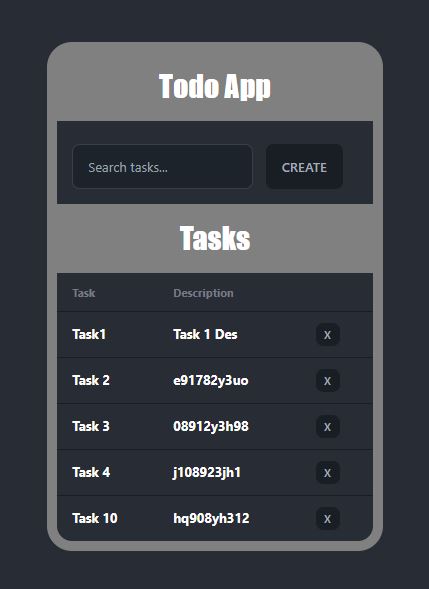 Todo App
Search tasks... CREATE
Tasks
Task Description
Task1 Task 1 Des X
Task 2 e91782y3uo X
Task 3 08912y3h98 X
Task 4 j108923jh1 X
Task 10 hq908yh312 X